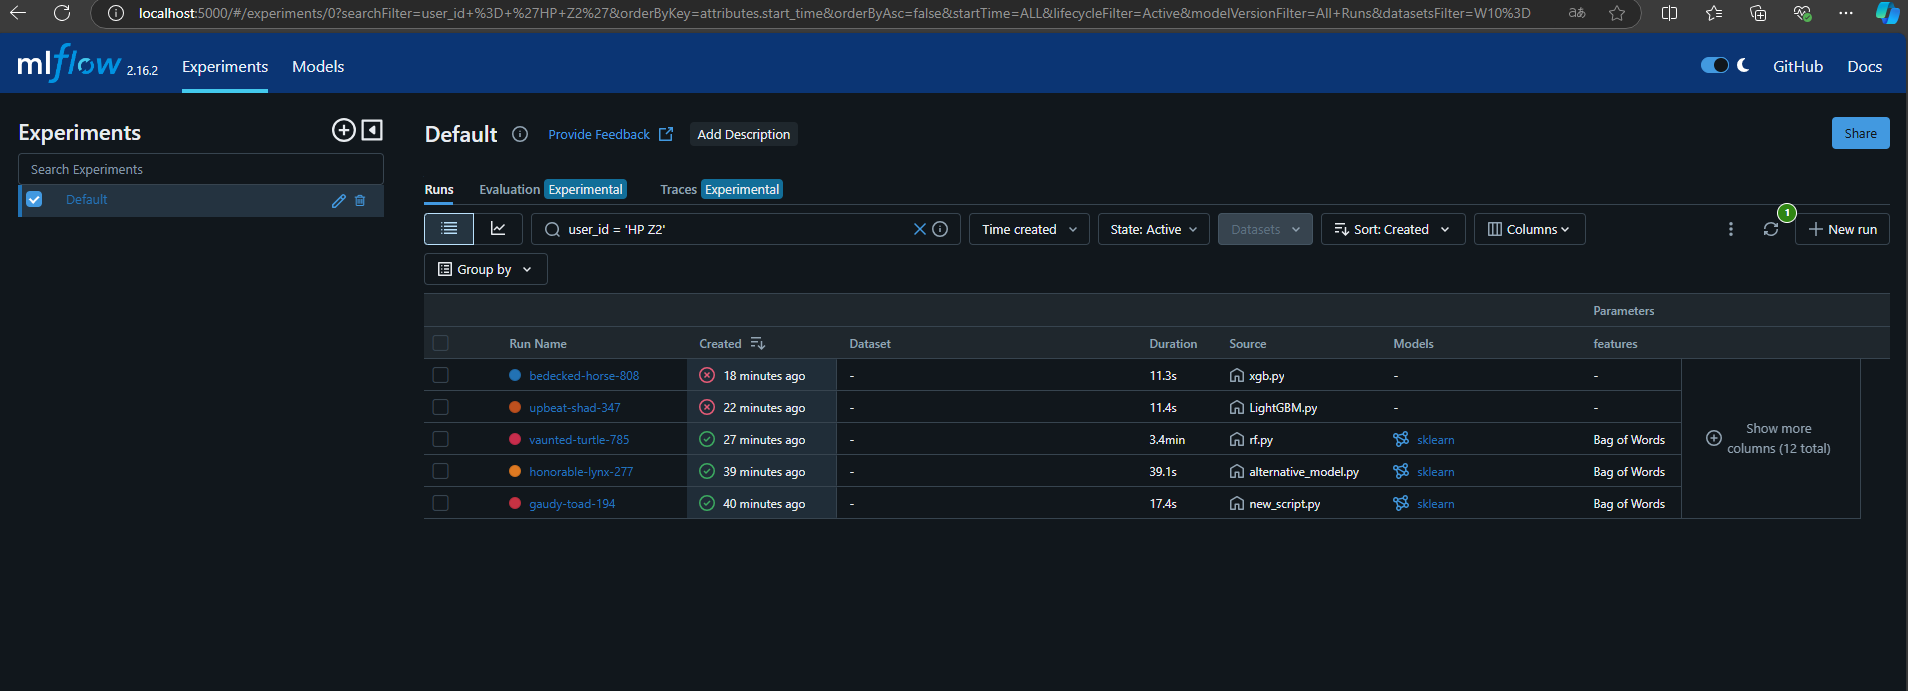 localhost:5000/#/experiments/0?searchFilter=user_id+%3D+%27HP+Z2%27&orderByKey=attributes.start_time&orderByAsc=false&startTime=ALL&lifecycleFilter=Active&modelVersionFilter=All+Runs&datasetsFilter=W10%3D
mlflow 2.16.2 Experiments Models GitHub Docs
Experiments
Search Experiments
Default
Default Provide Feedback Add Description Share
Runs Evaluation Experimental Traces Experimental
user_id = 'HP Z2' Time created State: Active Datasets Sort: Created Columns 1 New run
Group by
Parameters
Run Name Created Dataset Duration Source Models features
bedecked-horse-808 18 minutes ago - 11.3s xgb.py - -
upbeat-shad-347 22 minutes ago - 11.4s LightGBM.py - -
vaunted-turtle-785 27 minutes ago - 3.4min rf.py sklearn Bag of Words
honorable-lynx-277 39 minutes ago - 39.1s alternative_model.py sklearn Bag of Words
gaudy-toad-194 40 minutes ago - 17.4s new_script.py sklearn Bag of Words
Show more
columns (12 total)